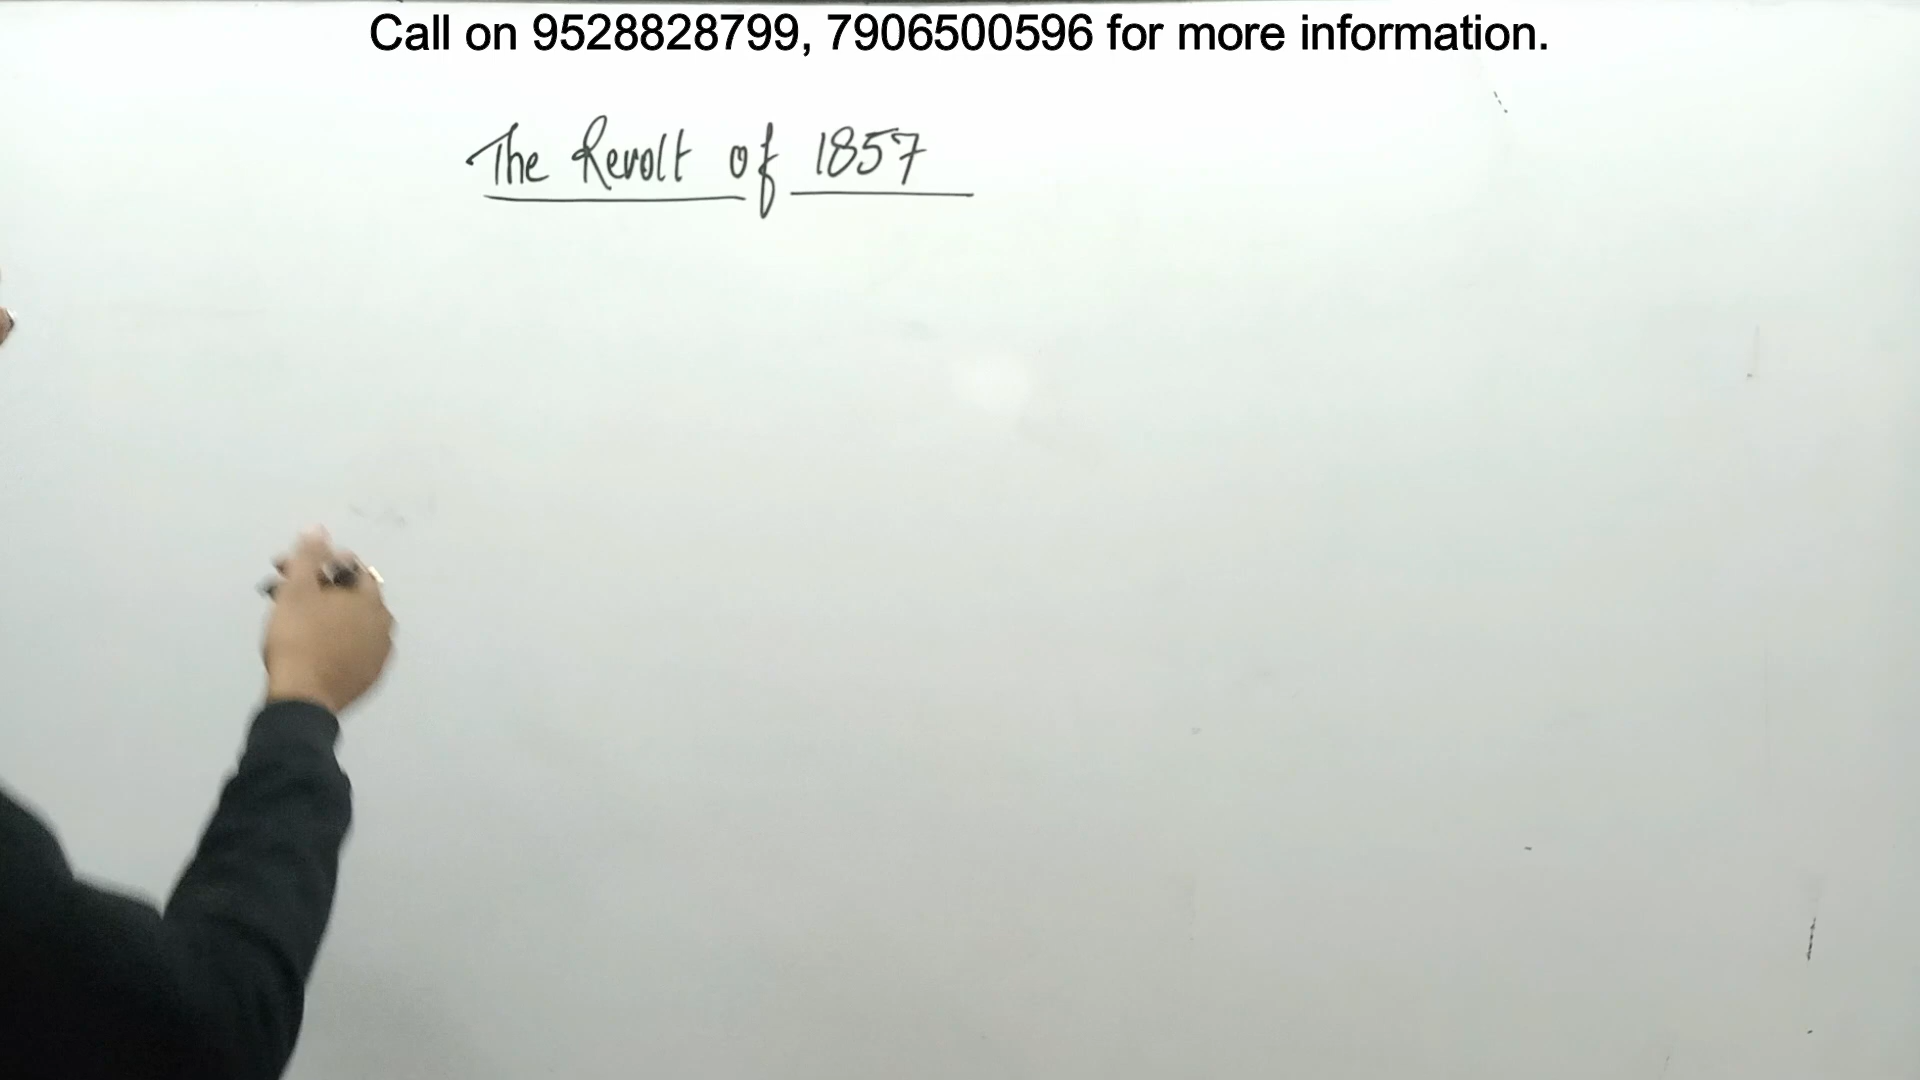 Call on 9528828799, 7906500596 for more information.
The Revolt of 1857